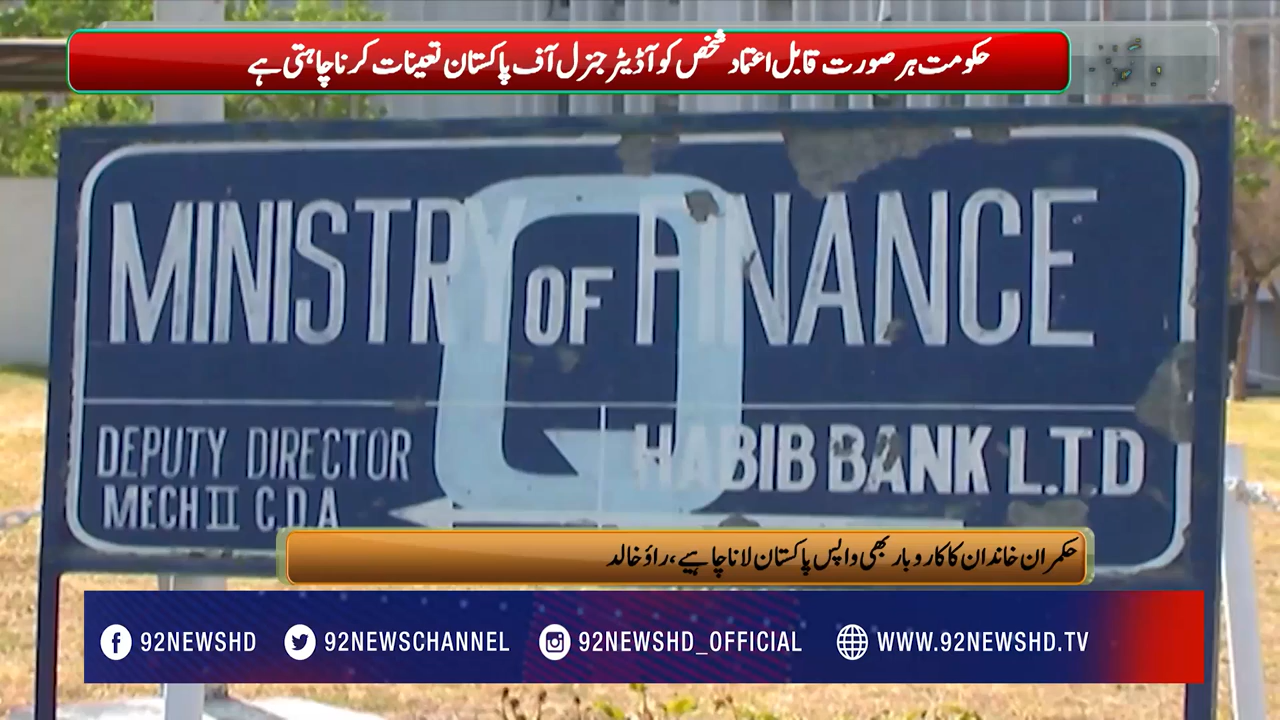 حکومت ہر صورت قابل اعتماد شخص کو آڈیٹر جنرل آف پاکستان تعینات کرنا چاہتی ہے
MINISTRY OF FINANCE
DEPUTY DIRECTOR
MECH II C.D.A
HABIB BANK L.T.D
حکمران خاندان کا کاروبار بھی واپس پاکستان لانا چاہیے، راؤ خالد
92NEWSHD
92NEWSCHANNEL
92NEWSHD_OFFICIAL
WWW.92NEWSHD.TV